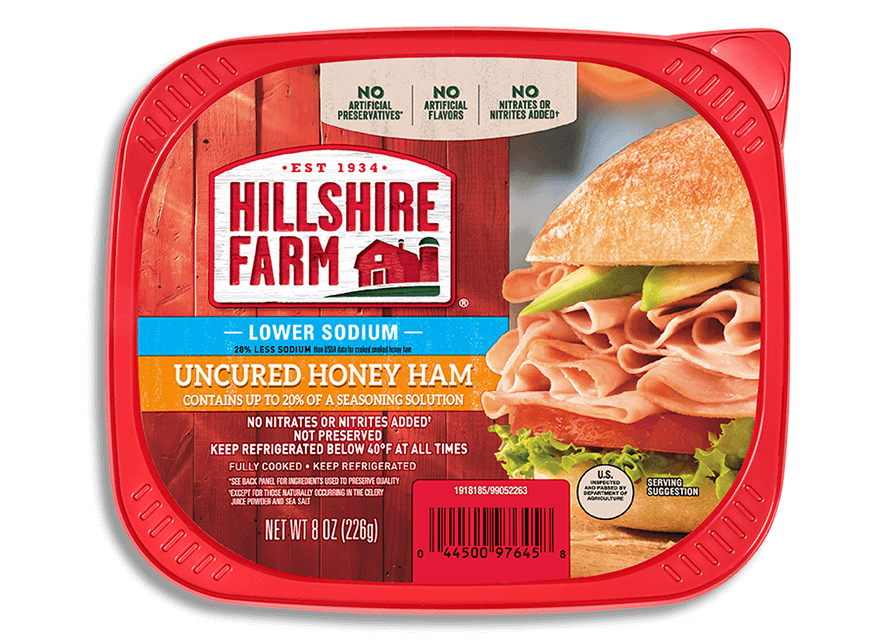 NO
ARTIFICIAL
PRESERVATIVES*
NO
ARTIFICIAL
FLAVORS
NO
NITRATES OR
NITRITES ADDED†
• EST 1934 •
HILLSHIRE
FARM
®
— LOWER SODIUM —
28% LESS SODIUM than USDA data for cooked smoked honey ham
UNCURED HONEY HAM
CONTAINS UP TO 20% OF A SEASONING SOLUTION
NO NITRATES OR NITRITES ADDED†
NOT PRESERVED
KEEP REFRIGERATED BELOW 40°F AT ALL TIMES
FULLY COOKED • KEEP REFRIGERATED
*SEE BACK PANEL FOR INGREDIENTS USED TO PRESERVE QUALITY
†EXCEPT FOR THOSE NATURALLY OCCURRING IN THE CELERY
JUICE POWDER AND SEA SALT
NET WT 8 OZ (226g)
1918185/99052263
0 44500 97645 8
U.S.
INSPECTED
AND PASSED BY
DEPARTMENT OF
AGRICULTURE
SERVING
SUGGESTION